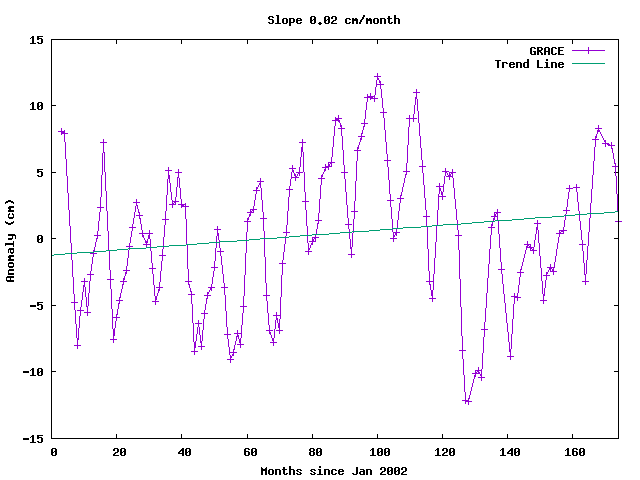 Slope 0.02 cm/month
GRACE
Trend Line
15
10
5
0
-5
-10
-15
Anomaly (cm)
0 20 40 60 80 100 120 140 160
Months since Jan 2002